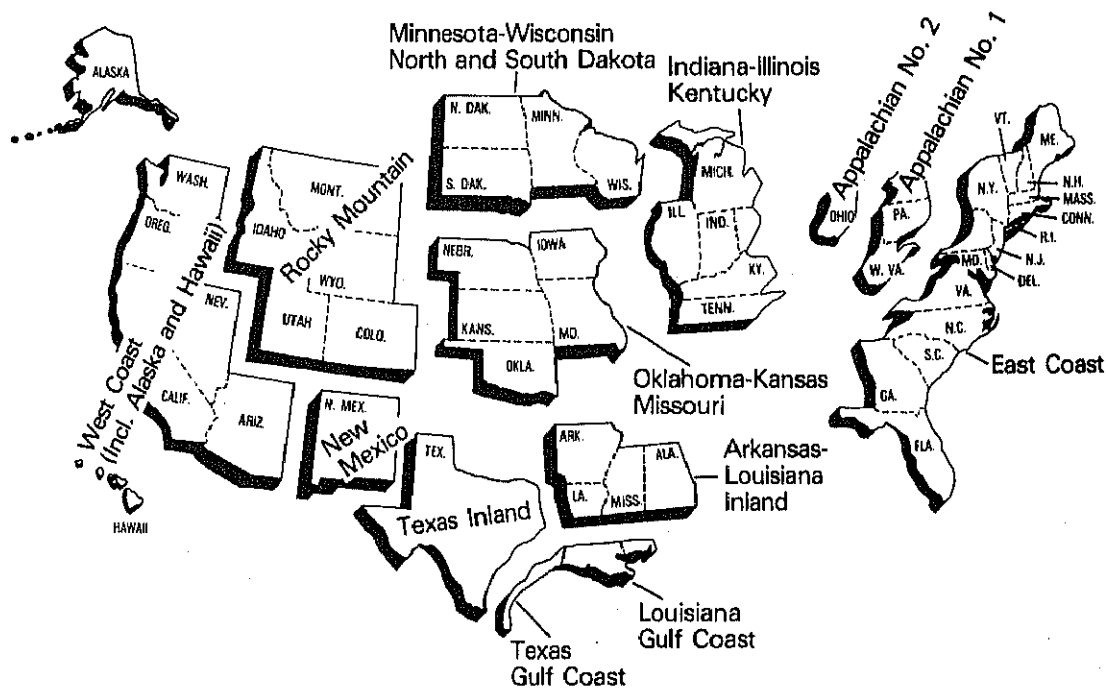 ALASKA
Minnesota-Wisconsin
North and South Dakota
Indiana-Illinois
Kentucky
Appalachian No. 2
Appalachian No. 1
VT.
ME.
N. DAK.
MINN.
WASH.
MONT.
S. DAK.
WIS.
MICH.
N.Y.
N.H.
MASS.
CONN.
R.I.
OHIO
PA.
OREG.
IDAHO
Rocky Mountain
ILL.
IND.
N.J.
NEBR.
IOWA
W. VA.
MD.
DEL.
WYO.
KY.
VA.
NEV.
UTAH
COLO.
KANS.
MO.
TENN.
N.C.
OKLA.
S.C.
East Coast
West Coast
(Incl. Alaska and Hawaii)
Oklahoma-Kansas
Missouri
CALIF.
ARIZ.
N. MEX.
New
Mexico
GA.
TEX.
ARK.
ALA.
Arkansas-
Louisiana
Inland
FLA.
LA.
MISS.
HAWAII
Texas Inland
Louisiana
Gulf Coast
Texas
Gulf Coast